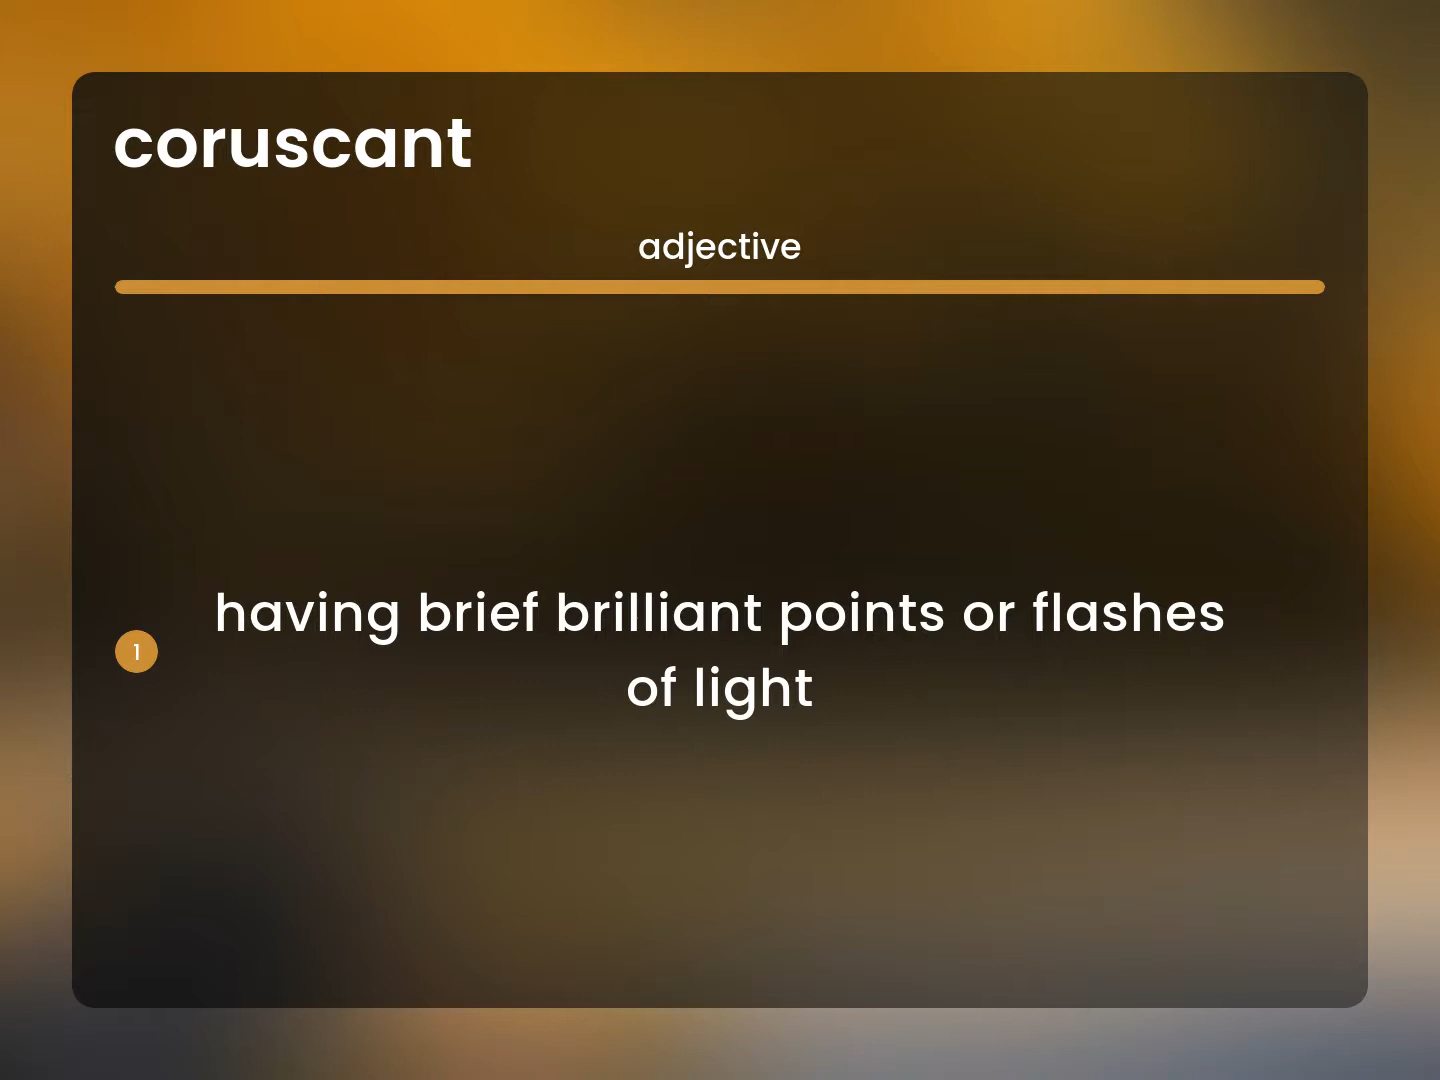 coruscant
adjective
1
having brief brilliant points or flashes
of light